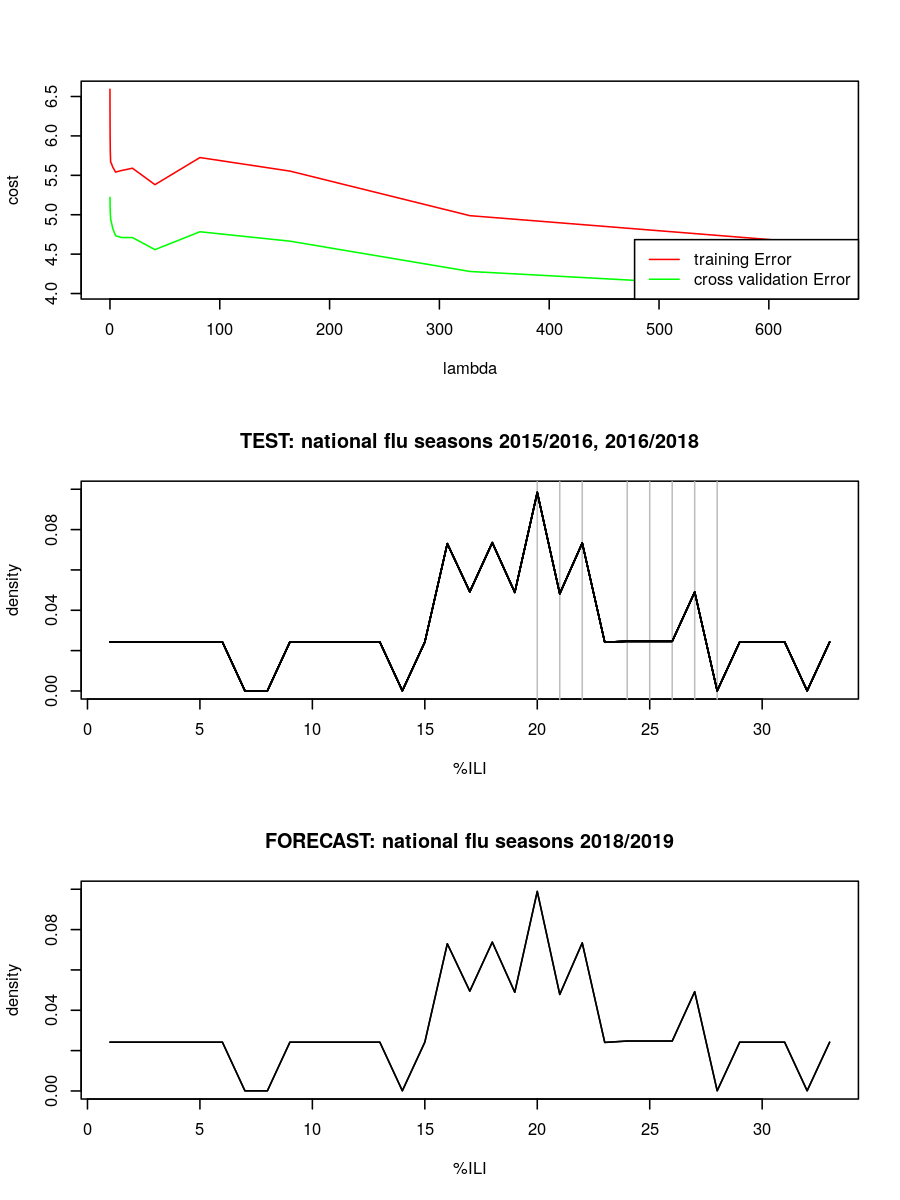 6.5
6.0
5.5
5.0
4.5
4.0
cost
training Error
cross validation Error
0 100 200 300 400 500 600
lambda
TEST: national flu seasons 2015/2016, 2016/2018
0.08
0.04
0.00
density
0 5 10 15 20 25 30
%ILI
FORECAST: national flu seasons 2018/2019
0.08
0.04
0.00
density
0 5 10 15 20 25 30
%ILI